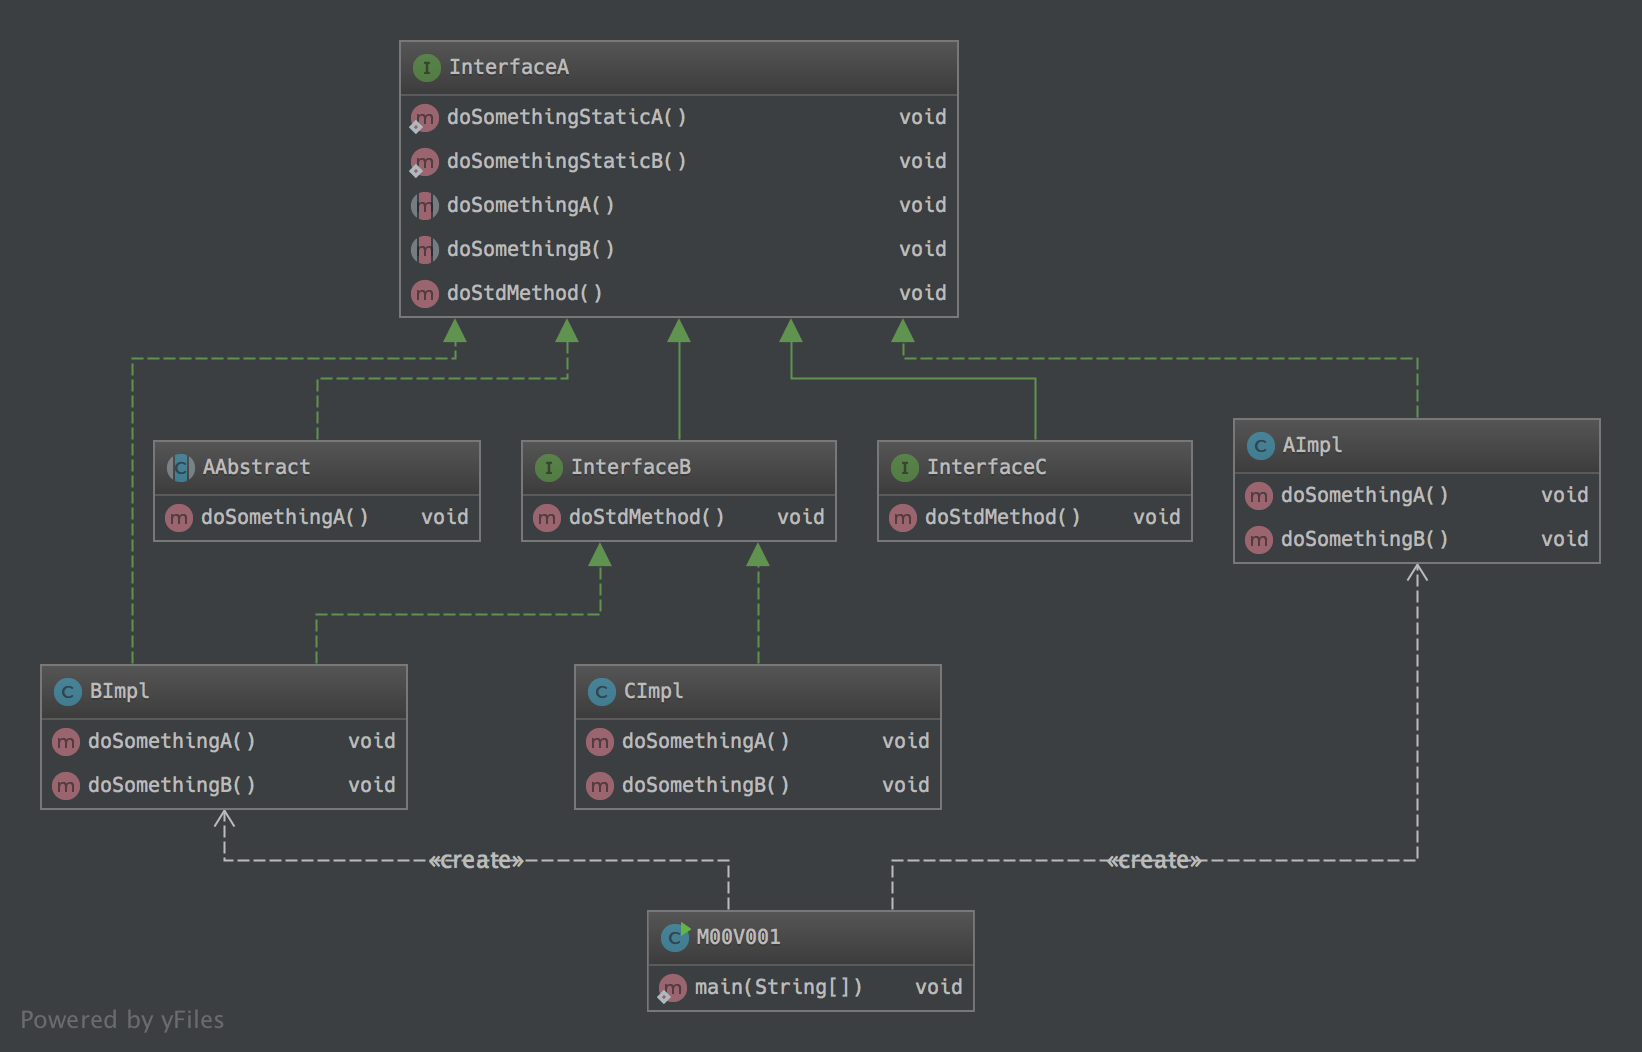 I InterfaceA
m doSomethingStaticA() void
m doSomethingStaticB() void
m doSomethingA() void
m doSomethingB() void
m doStdMethod() void
C AAbstract
m doSomethingA() void
I InterfaceB
m doStdMethod() void
I InterfaceC
m doStdMethod() void
C AImpl
m doSomethingA() void
m doSomethingB() void
C BImpl
m doSomethingA() void
m doSomethingB() void
C CImpl
m doSomethingA() void
m doSomethingB() void
«create»
«create»
C M00V001
m main(String[]) void
Powered by yFiles